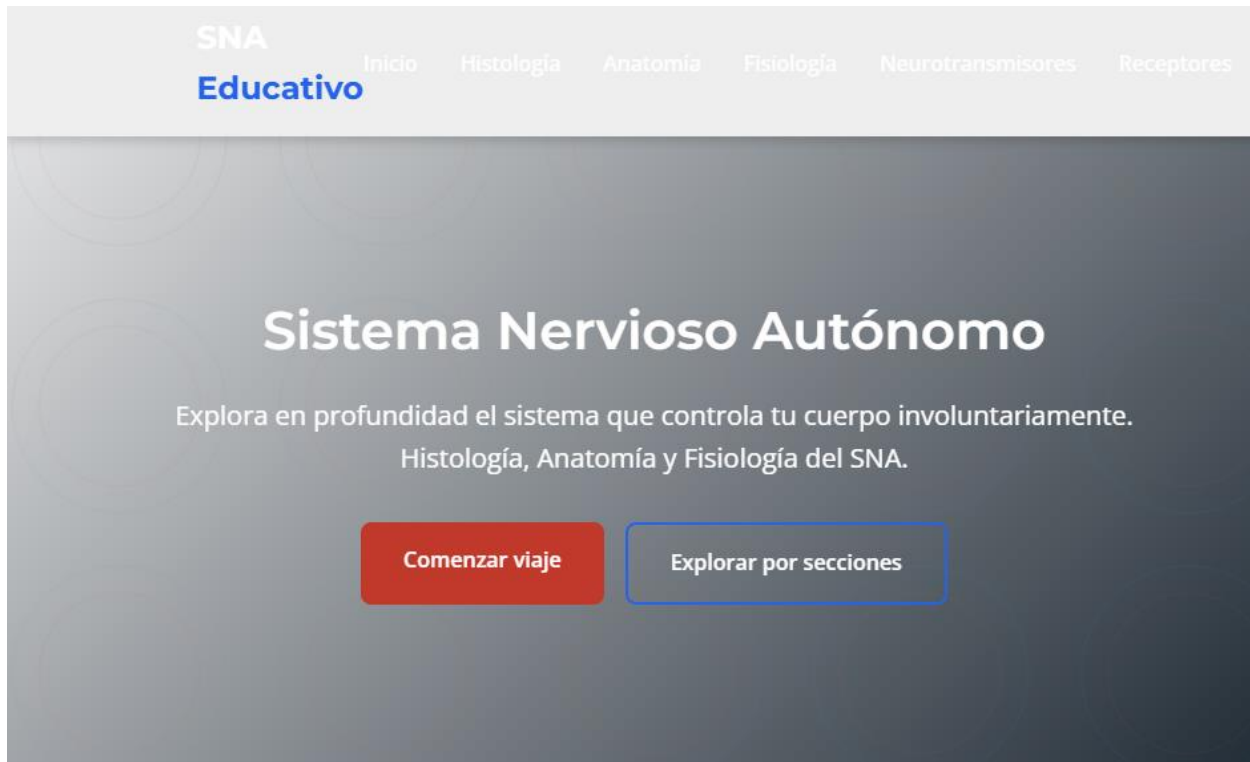 SNA
Educativo
Inicio Histología Anatomía Fisiología Neurotransmisores Receptores
Sistema Nervioso Autónomo
Explora en profundidad el sistema que controla tu cuerpo involuntariamente.
Histología, Anatomía y Fisiología del SNA.
Comenzar viaje
Explorar por secciones